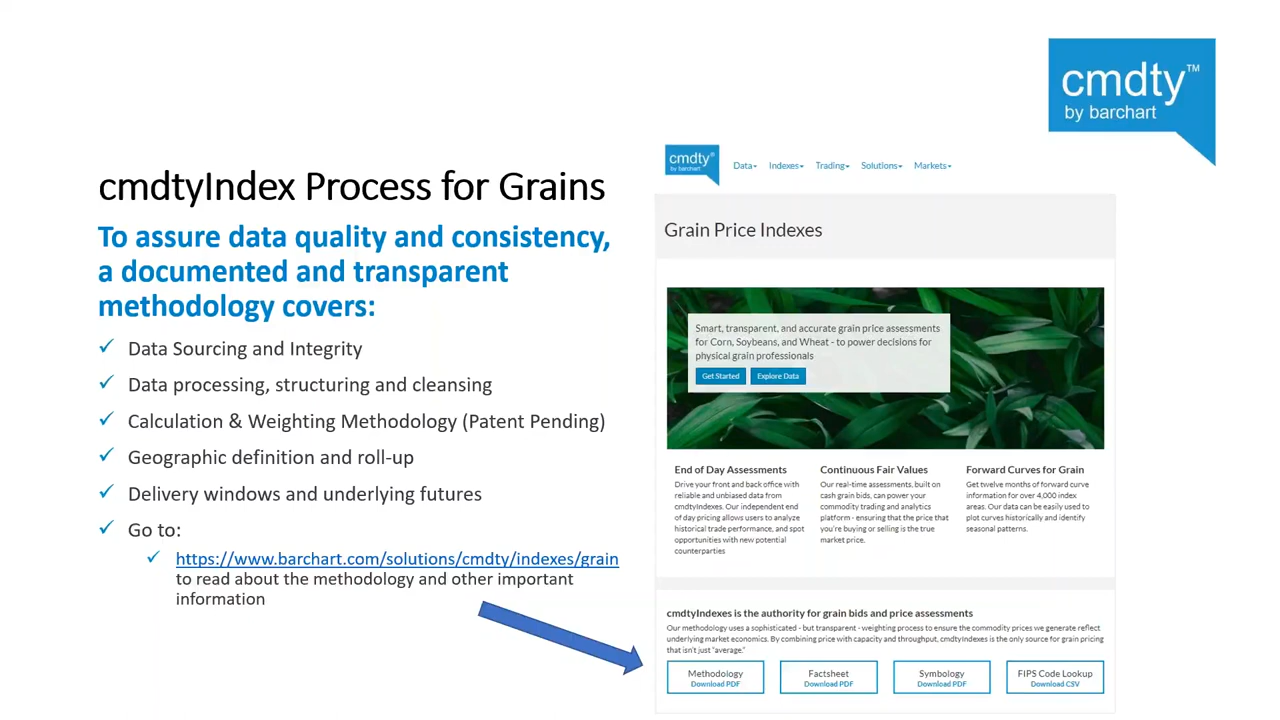 cmdty™
by barchart
cmdtyIndex Process for Grains
To assure data quality and consistency,
a documented and transparent
methodology covers:
Data Sourcing and Integrity
Data processing, structuring and cleansing
Calculation & Weighting Methodology (Patent Pending)
Geographic definition and roll-up
Delivery windows and underlying futures
Go to:
https://www.barchart.com/solutions/cmdty/indexes/grain
to read about the methodology and other important
information
cmdty®
by barchart
Data Indexes Trading Solutions Markets
Grain Price Indexes
Smart, transparent, and accurate grain price assessments
for Corn, Soybeans, and Wheat - to power decisions for
physical grain professionals
Get Started Explore Data
End of Day Assessments
Drive your front and back office with
reliable and unbiased data from
cmdtyIndexes. Our independent end
of day pricing allows users to analyze
historical trade performance, and spot
opportunities with new potential
counterparties
Continuous Fair Values
Our real-time assessments, built on
cash grain bids, can power your
commodity trading and analytics
platform - ensuring that the price that
you're buying or selling is the true
market price.
Forward Curves for Grain
Get twelve months of forward curve
information for over 4,000 index
areas. Our data can be easily used to
plot curves historically and identify
seasonal patterns.
cmdtyIndexes is the authority for grain bids and price assessments
Our methodology uses a sophisticated - but transparent - weighting process to ensure the commodity prices we generate reflect
underlying market economics. By combining price with capacity and throughput, cmdtyIndexes is the only source for grain pricing
that isn't just "average."
Methodology
Download PDF
Factsheet
Download PDF
Symbology
Download PDF
FIPS Code Lookup
Download CSV